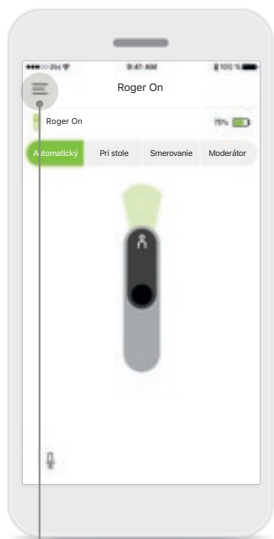 9:41 AM 100 %
Roger On
Roger On 75%
Automatický Pri stole Smerovanie Moderátor